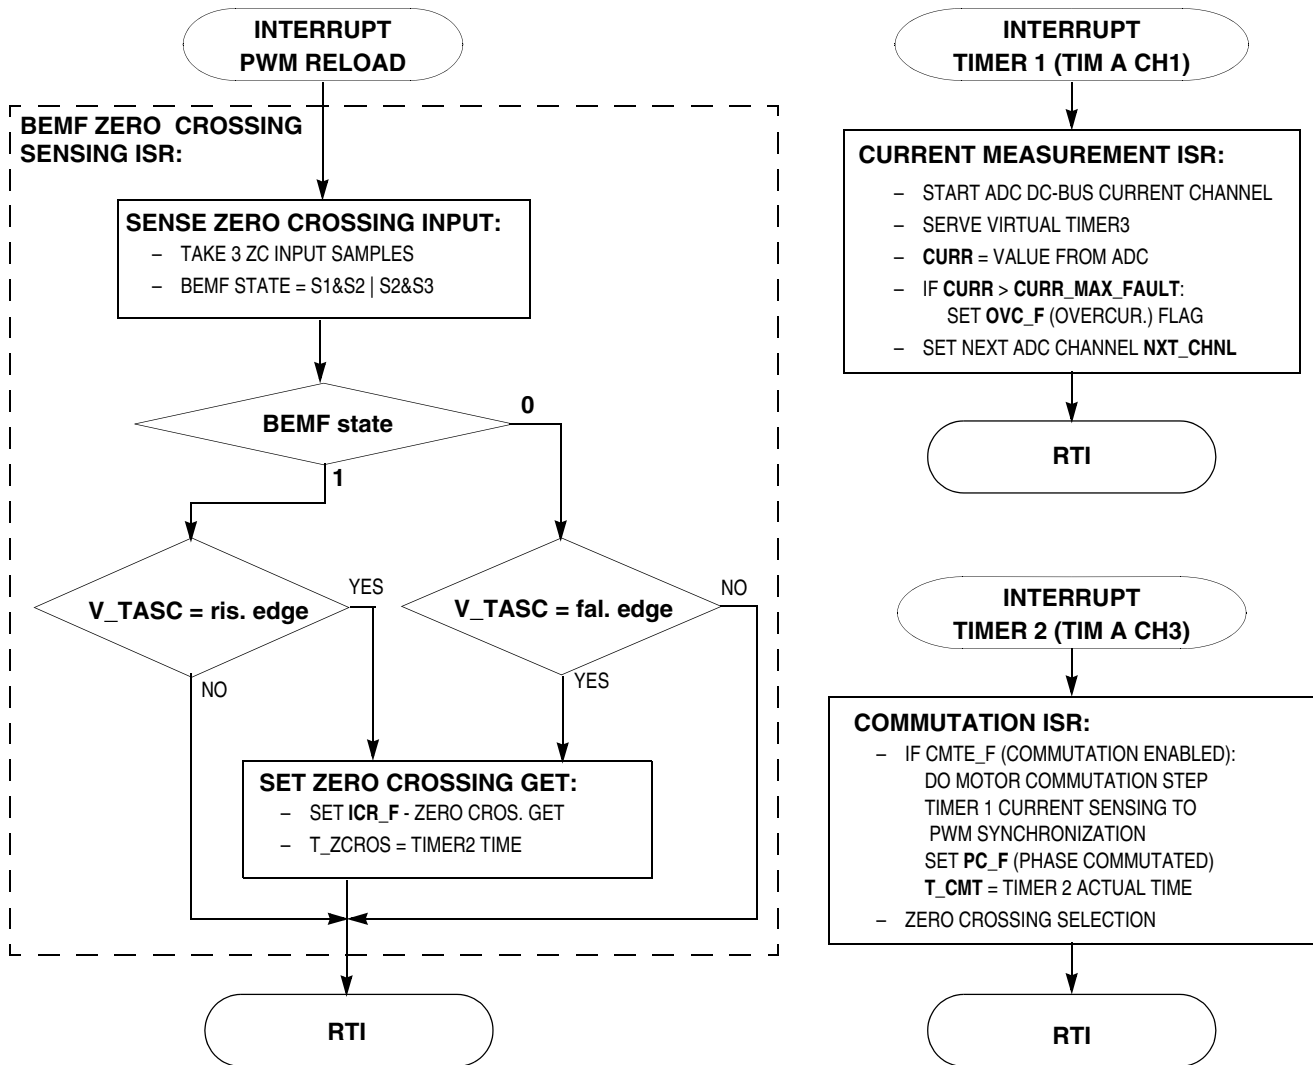 INTERRUPT
PWM RELOAD
BEMF ZERO  CROSSING
SENSING ISR:
SENSE ZERO CROSSING INPUT:
– TAKE 3 ZC INPUT SAMPLES
– BEMF STATE = S1&S2 | S2&S3
BEMF state
0
1
V_TASC = ris. edge
YES
NO
V_TASC = fal. edge
NO
YES
SET ZERO CROSSING GET:
– SET ICR_F - ZERO CROS. GET
– T_ZCROS = TIMER2 TIME
RTI
INTERRUPT
TIMER 1 (TIM A CH1)
CURRENT MEASUREMENT ISR:
– START ADC DC-BUS CURRENT CHANNEL
– SERVE VIRTUAL TIMER3
– CURR = VALUE FROM ADC
– IF CURR > CURR_MAX_FAULT:
SET OVC_F (OVERCUR.) FLAG
– SET NEXT ADC CHANNEL NXT_CHNL
RTI
INTERRUPT
TIMER 2 (TIM A CH3)
COMMUTATION ISR:
– IF CMTE_F (COMMUTATION ENABLED):
DO MOTOR COMMUTATION STEP
TIMER 1 CURRENT SENSING TO
PWM SYNCHRONIZATION
SET PC_F (PHASE COMMUTATED)
T_CMT = TIMER 2 ACTUAL TIME
– ZERO CROSSING SELECTION
RTI